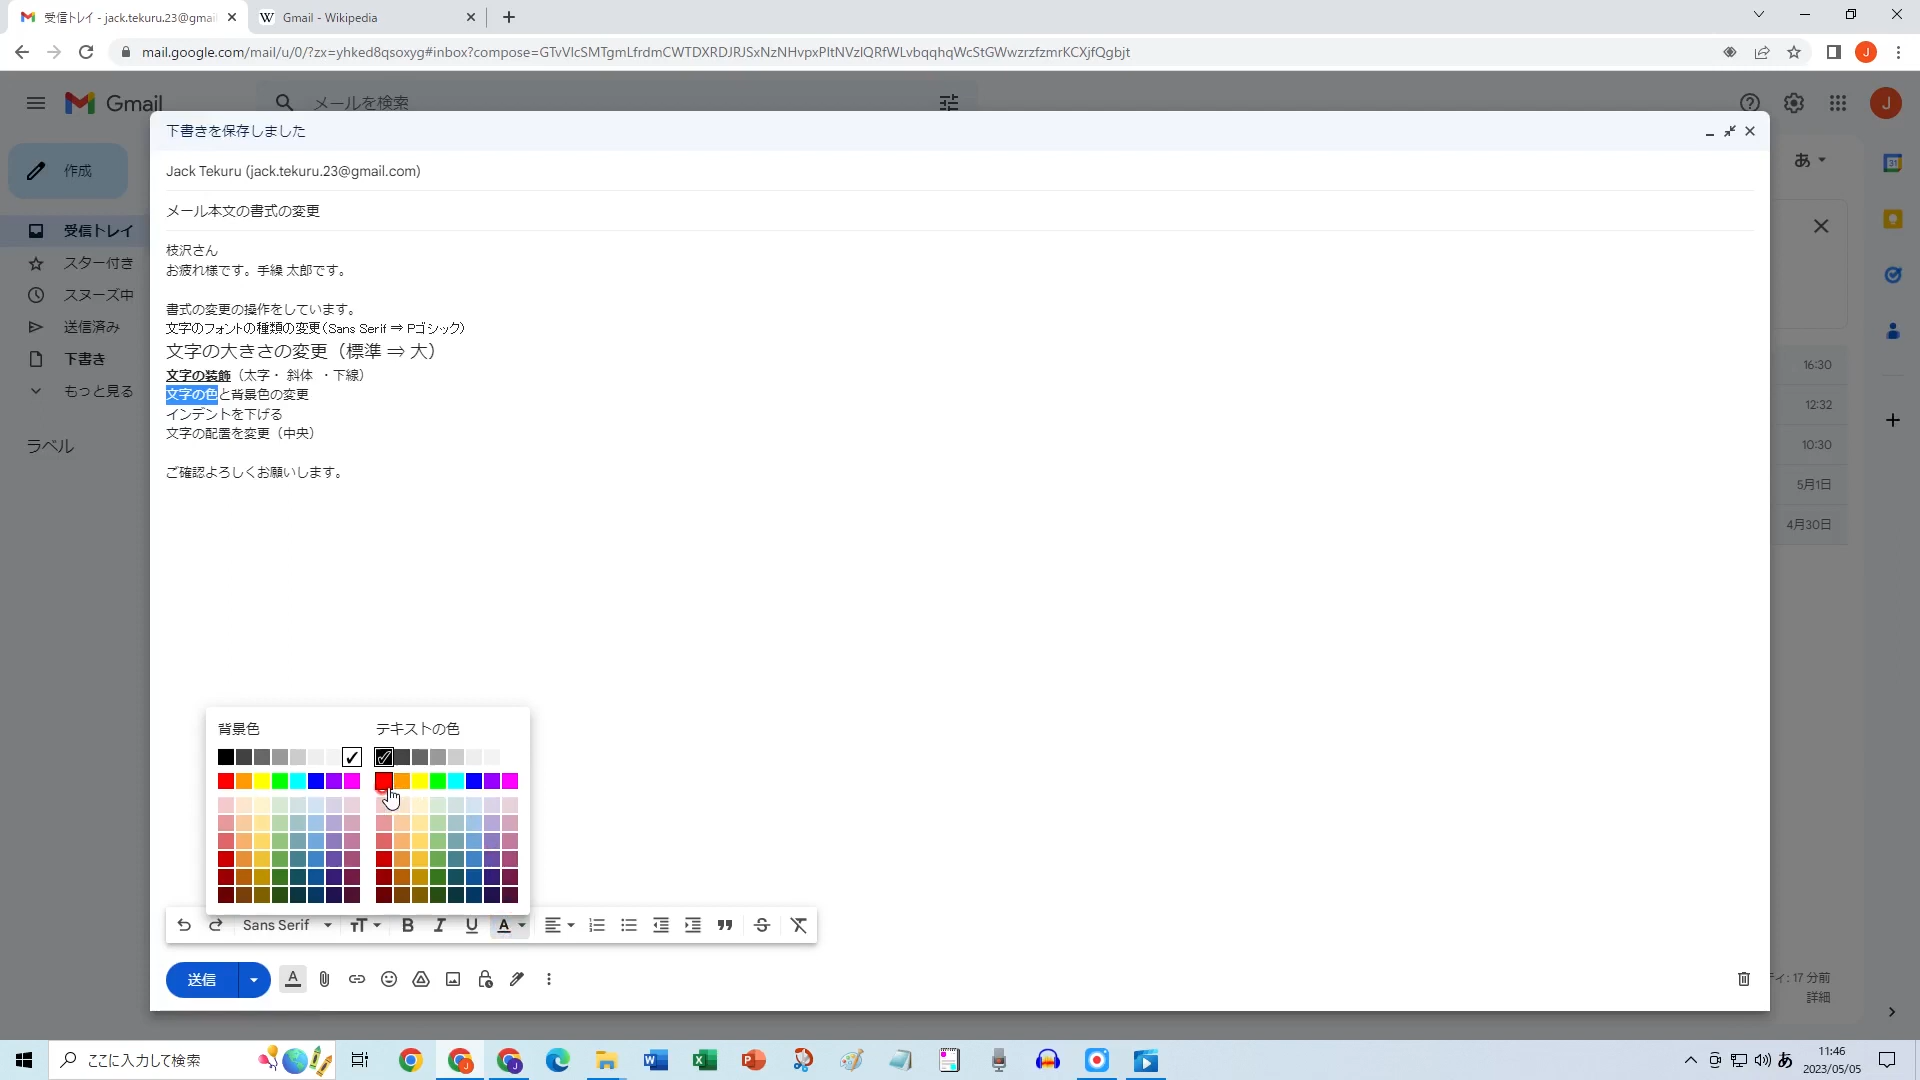 受信トレイ - jack.tekuru.23@gmai
Gmail - Wikipedia
mail.google.com/mail/u/0/?zx=yhked8qsoxyg#inbox?compose=GTvVlcSMTgmLfrdmCWTDXRDJRJSxNzNHvpxPltNVzlQRfWLvbqqhqWcStGWwzrzfzmrKCXjfQgbjt
J
Gmail
メールを検索
J
下書きを保存しました
作成
Jack Tekuru (jack.tekuru.23@gmail.com)
あ
31
メール本文の書式の変更
受信トレイ
スター付き
スヌーズ中
送信済み
下書き
もっと見る
ラベル
枝沢さん
お疲れ様です。手繰 太郎です。
書式の変更の操作をしています。
文字のフォントの種類の変更(Sans Serif ⇒ Pゴシック)
文字の大きさの変更（標準 ⇒ 大）
文字の装飾（太字・ 斜体 ・下線）
文字の色と背景色の変更
インデントを下げる
文字の配置を変更（中央）
ご確認よろしくお願いします。
16:30
12:32
10:30
5月1日
4月30日
背景色
テキストの色
Sans Serif
B I U A
送信
ティ: 17 分前
詳細
ここに入力して検索
あ
11:46
2023/05/05